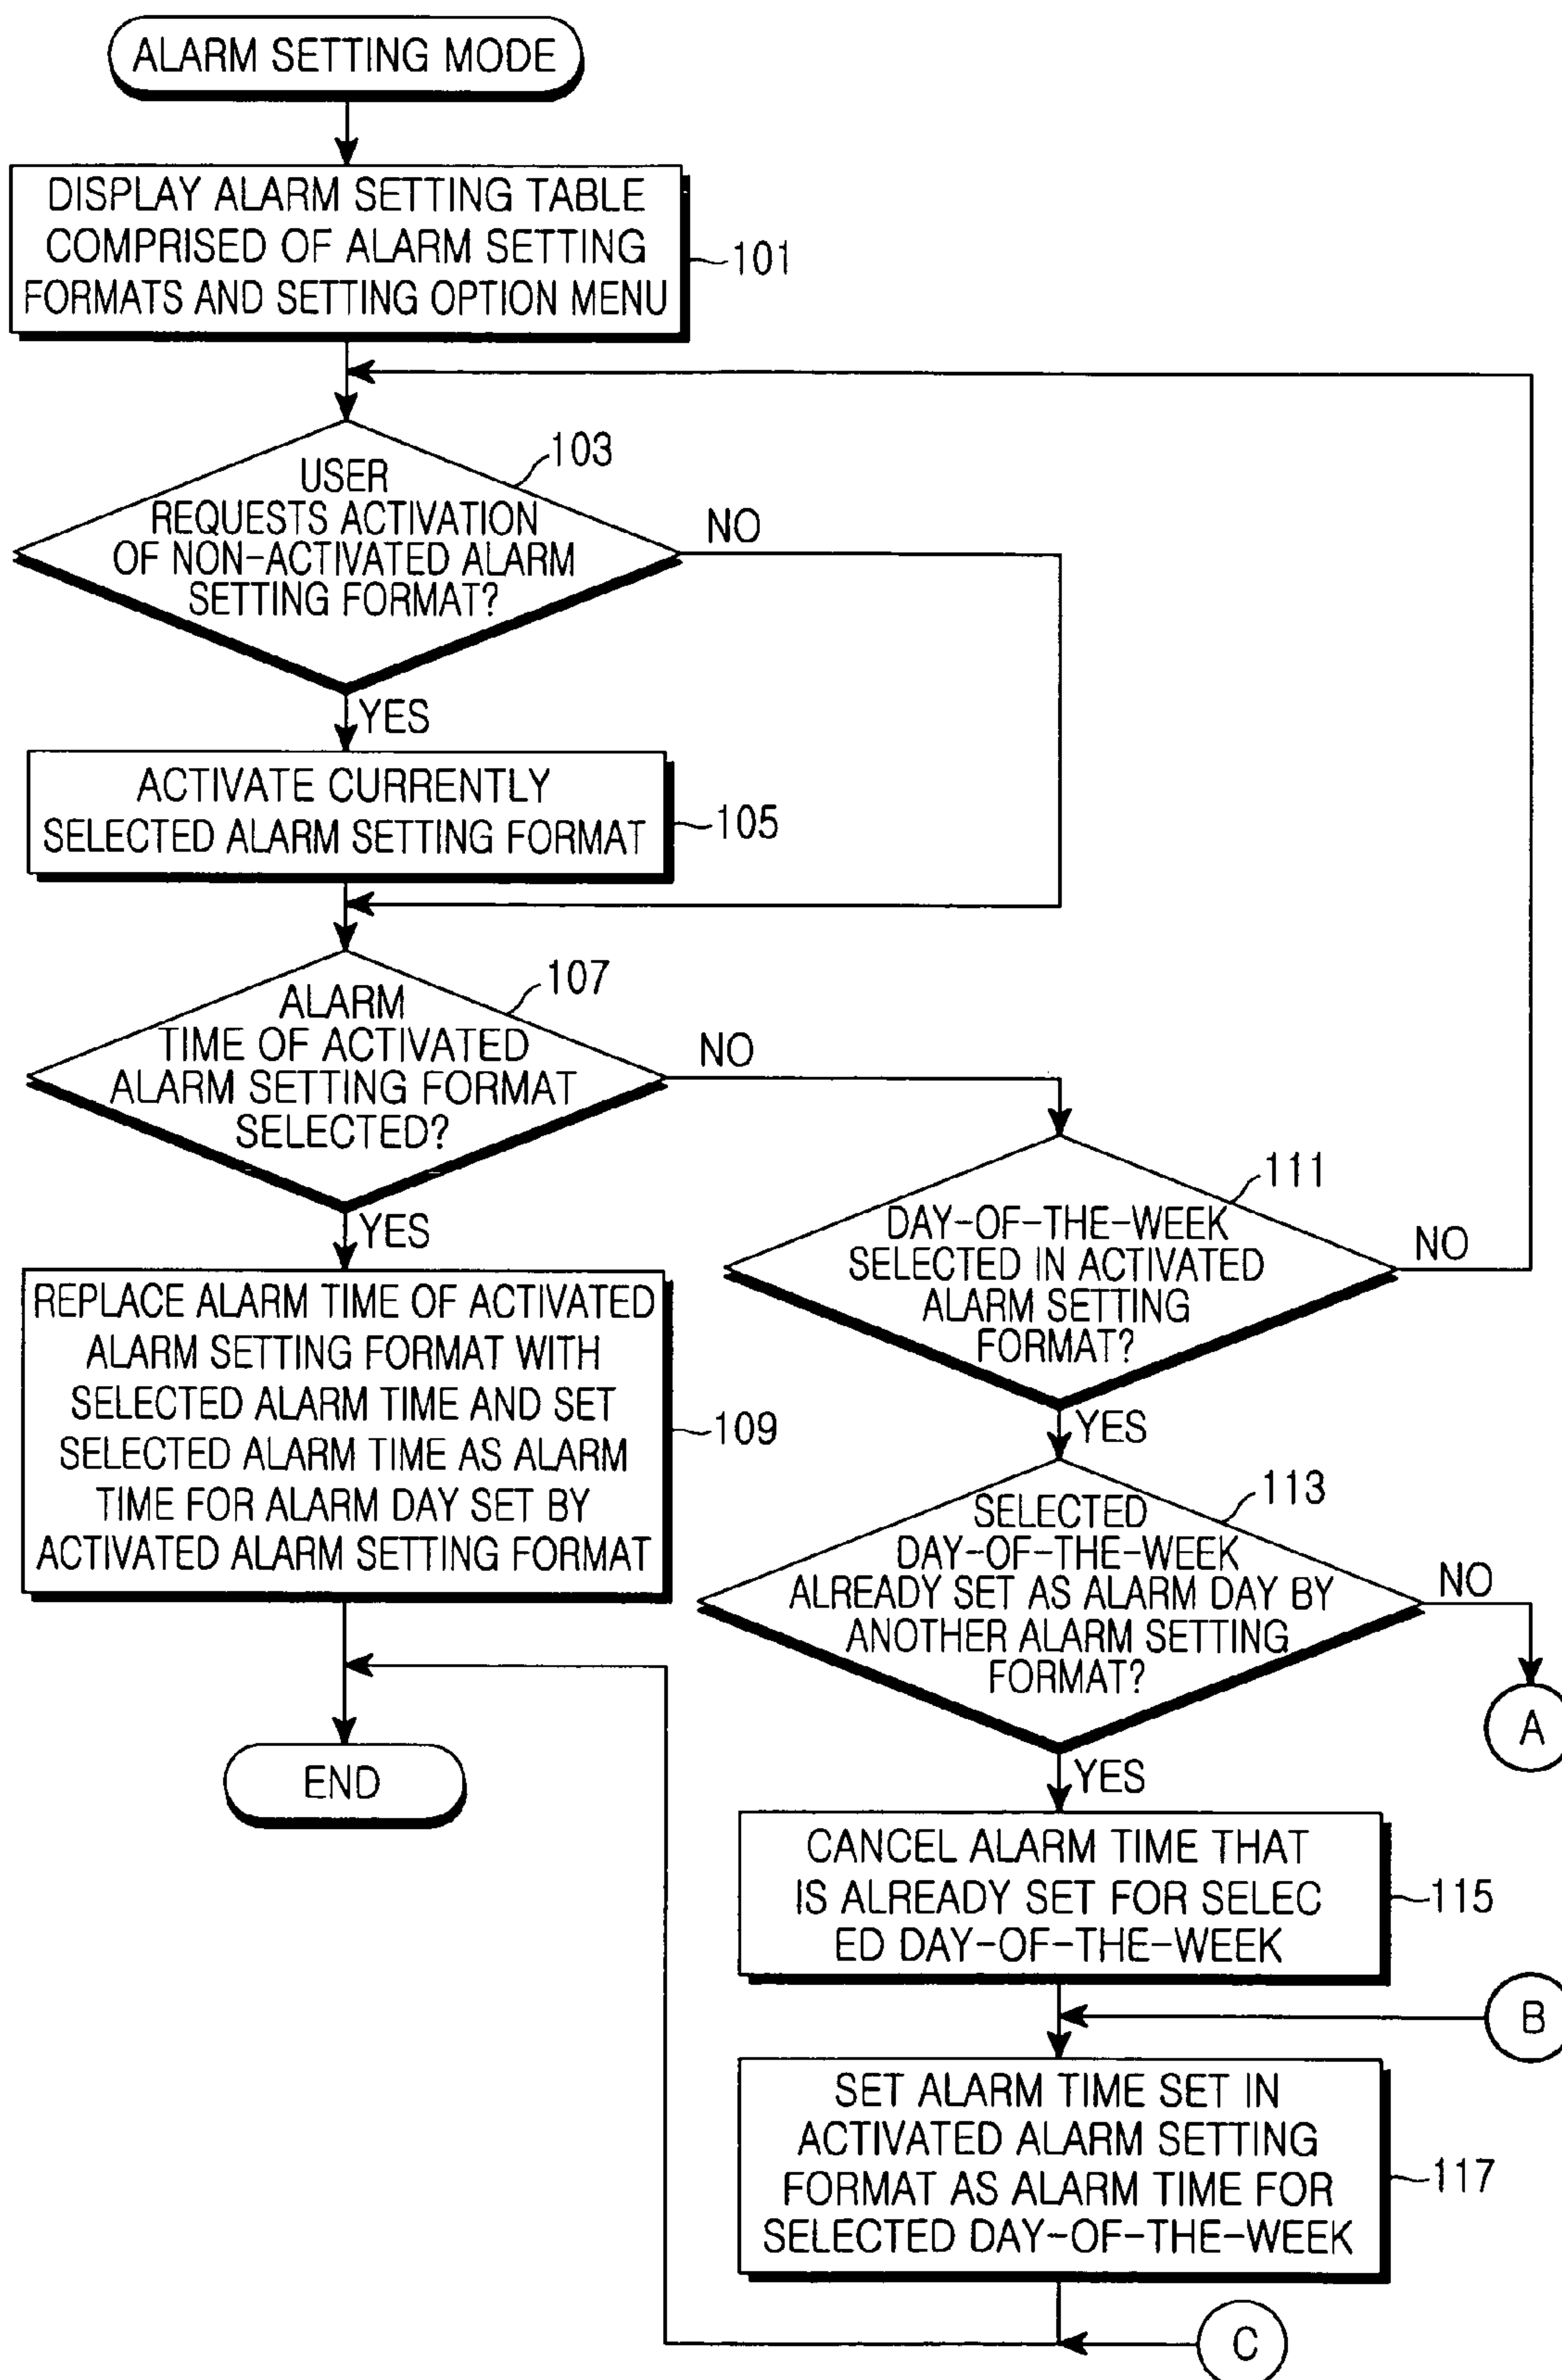 ALARM SETTING MODE
DISPLAY ALARM SETTING TABLE
COMPRISED OF ALARM SETTING
FORMATS AND SETTING OPTION MENU
101
103
USER
REQUESTS ACTIVATION
OF NON-ACTIVATED ALARM
SETTING FORMAT?
NO
YES
ACTIVATE CURRENTLY
SELECTED ALARM SETTING FORMAT
105
107
ALARM
TIME OF ACTIVATED
ALARM SETTING FORMAT
SELECTED?
NO
YES
REPLACE ALARM TIME OF ACTIVATED
ALARM SETTING FORMAT WITH
SELECTED ALARM TIME AND SET
SELECTED ALARM TIME AS ALARM
TIME FOR ALARM DAY SET BY
ACTIVATED ALARM SETTING FORMAT
109
END
111
DAY-OF-THE-WEEK
SELECTED IN ACTIVATED
ALARM SETTING
FORMAT?
NO
YES
113
SELECTED
DAY-OF-THE-WEEK
ALREADY SET AS ALARM DAY BY
ANOTHER ALARM SETTING
FORMAT?
NO
A
YES
CANCEL ALARM TIME THAT
IS ALREADY SET FOR SELEC
ED DAY-OF-THE-WEEK
115
B
SET ALARM TIME SET IN
ACTIVATED ALARM SETTING
FORMAT AS ALARM TIME FOR
SELECTED DAY-OF-THE-WEEK
117
C